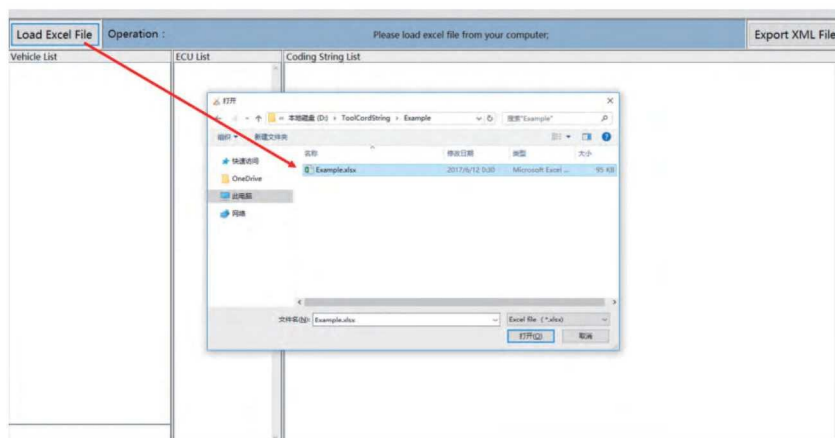 Load Excel File
Operation :
Please load excel file from your computer;
Export XML File
Vehicle List
ECU List
Coding String List
打开
本地磁盘 (D:) › ToolCordString › Example
搜索"Example"
组织
新建文件夹
名称
修改日期
类型
大小
快速访问
Example.xlsx
2017/6/12 0:30
Microsoft Excel ...
95 KB
OneDrive
此电脑
网络
文件名(N):
Example.xlsx
Excel file (*.xlsx)
打开(O)
取消